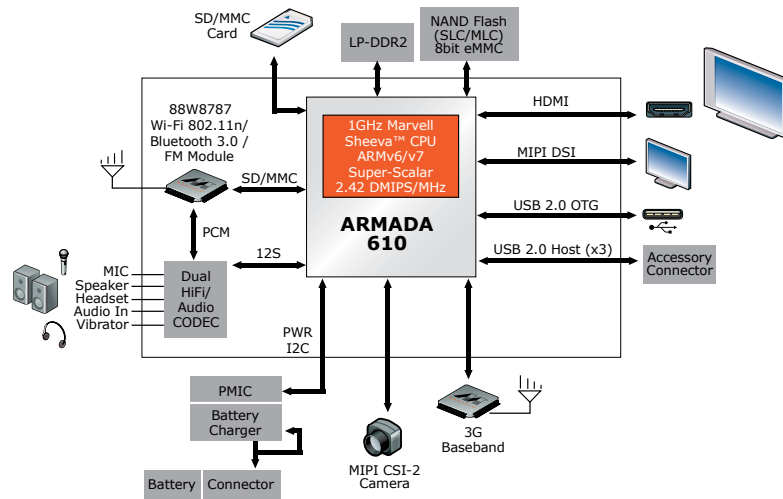 SD/MMC
Card
LP-DDR2
NAND Flash
(SLC/MLC)
8bit eMMC
88W8787
Wi-Fi 802.11n/
Bluetooth 3.0 /
FM Module
1GHz Marvell
Sheeva™ CPU
ARMv6/v7
Super-Scalar
2.42 DMIPS/MHz
ARMADA
610
HDMI
MIPI DSI
USB 2.0 OTG
USB 2.0 Host (x3)
Accessory
Connector
SD/MMC
PCM
12S
MIC
Speaker
Headset
Audio In
Vibrator
Dual
HiFi/
Audio
CODEC
PWR
I2C
PMIC
Battery
Charger
Battery
Connector
MIPI CSI-2
Camera
3G
Baseband